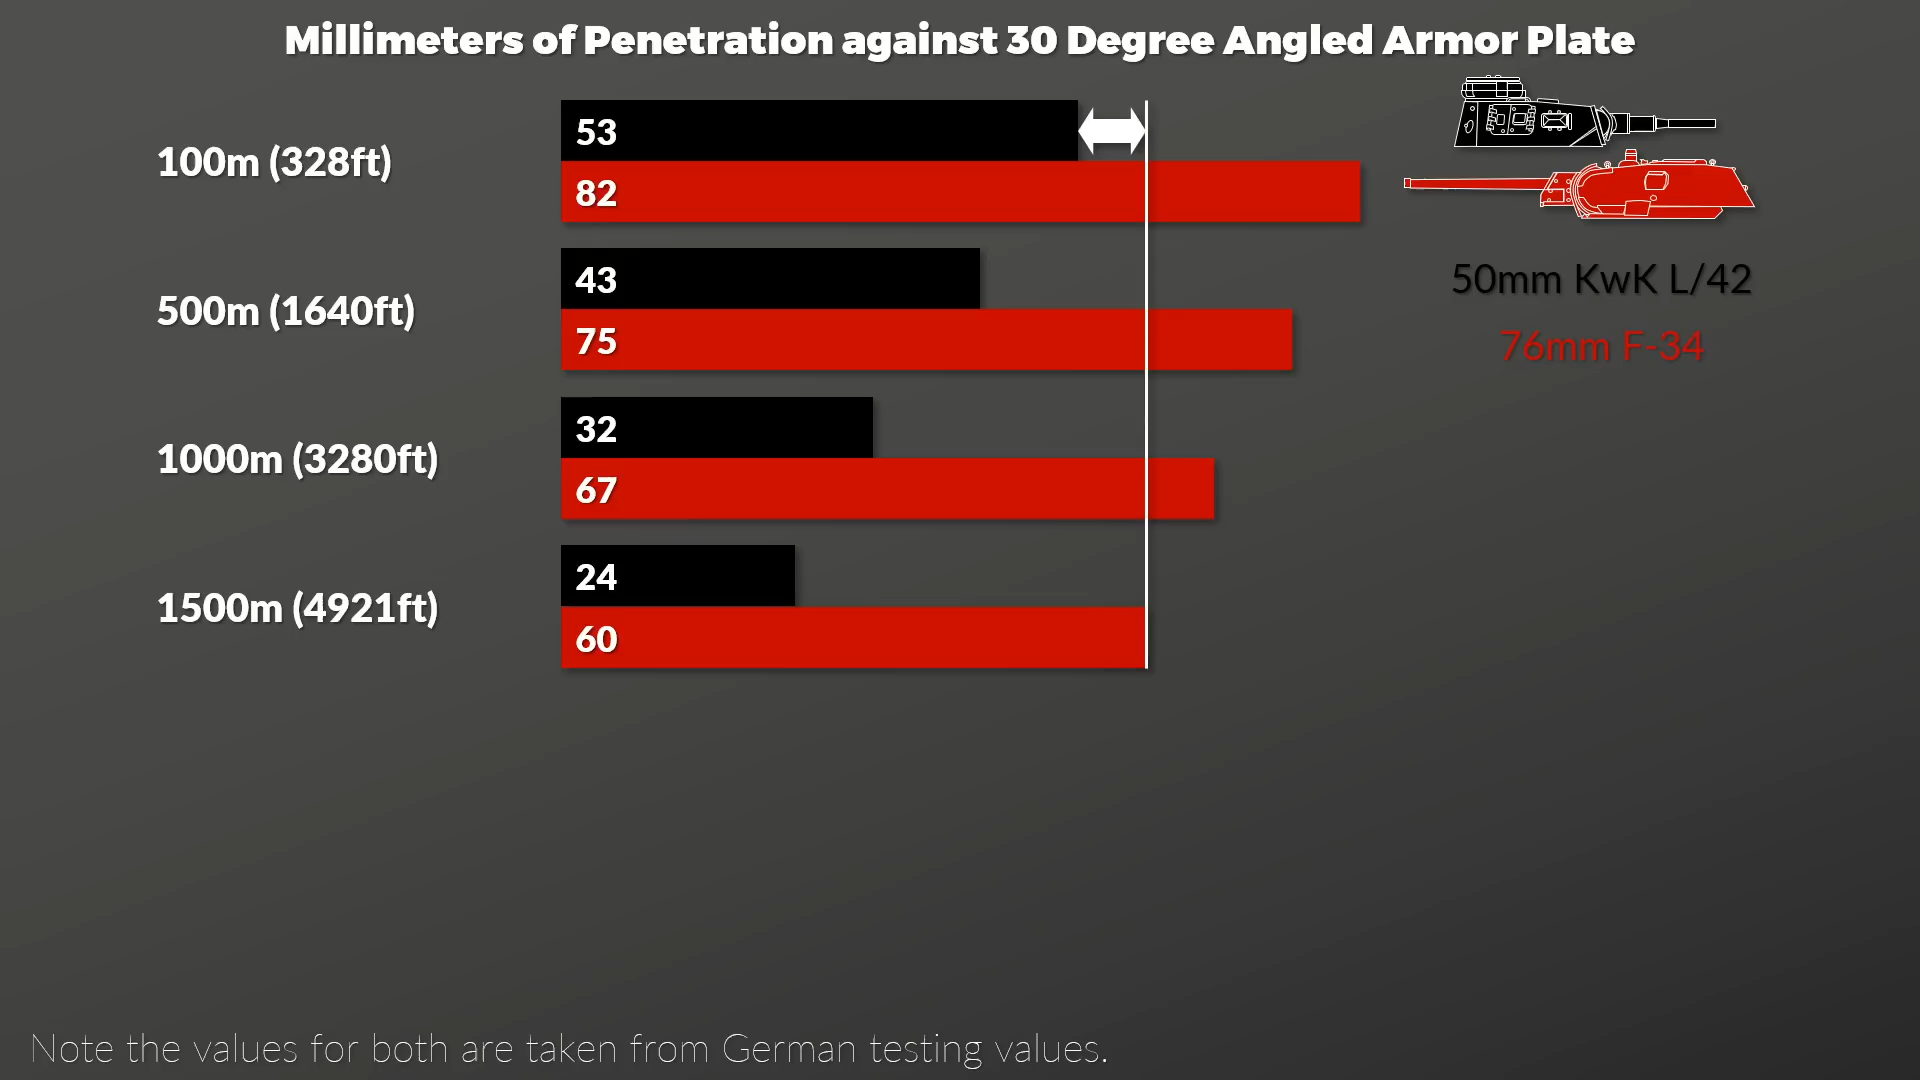 Millimeters of Penetration against 30 Degree Angled Armor Plate
100m (328ft)
53
82
500m (1640ft)
43
75
1000m (3280ft)
32
67
1500m (4921ft)
24
60
50mm KwK L/42
76mm F-34
Note the values for both are taken from German testing values.